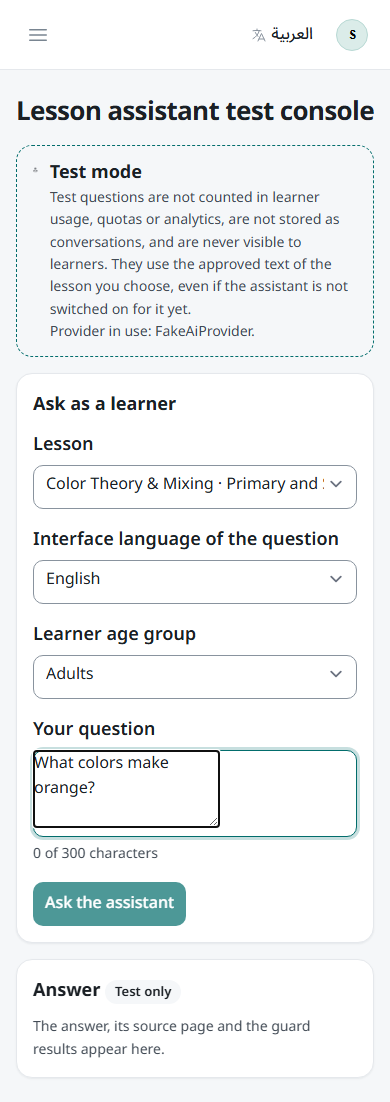 العربية
S
Lesson assistant test console
Test mode
Test questions are not counted in learner
usage, quotas or analytics, are not stored as
conversations, and are never visible to
learners. They use the approved text of the
lesson you choose, even if the assistant is not
switched on for it yet.
Provider in use: FakeAiProvider.
Ask as a learner
Lesson
Color Theory & Mixing · Primary and
Interface language of the question
English
Learner age group
Adults
Your question
What colors make
orange?
0 of 300 characters
Ask the assistant
Answer Test only
The answer, its source page and the guard
results appear here.